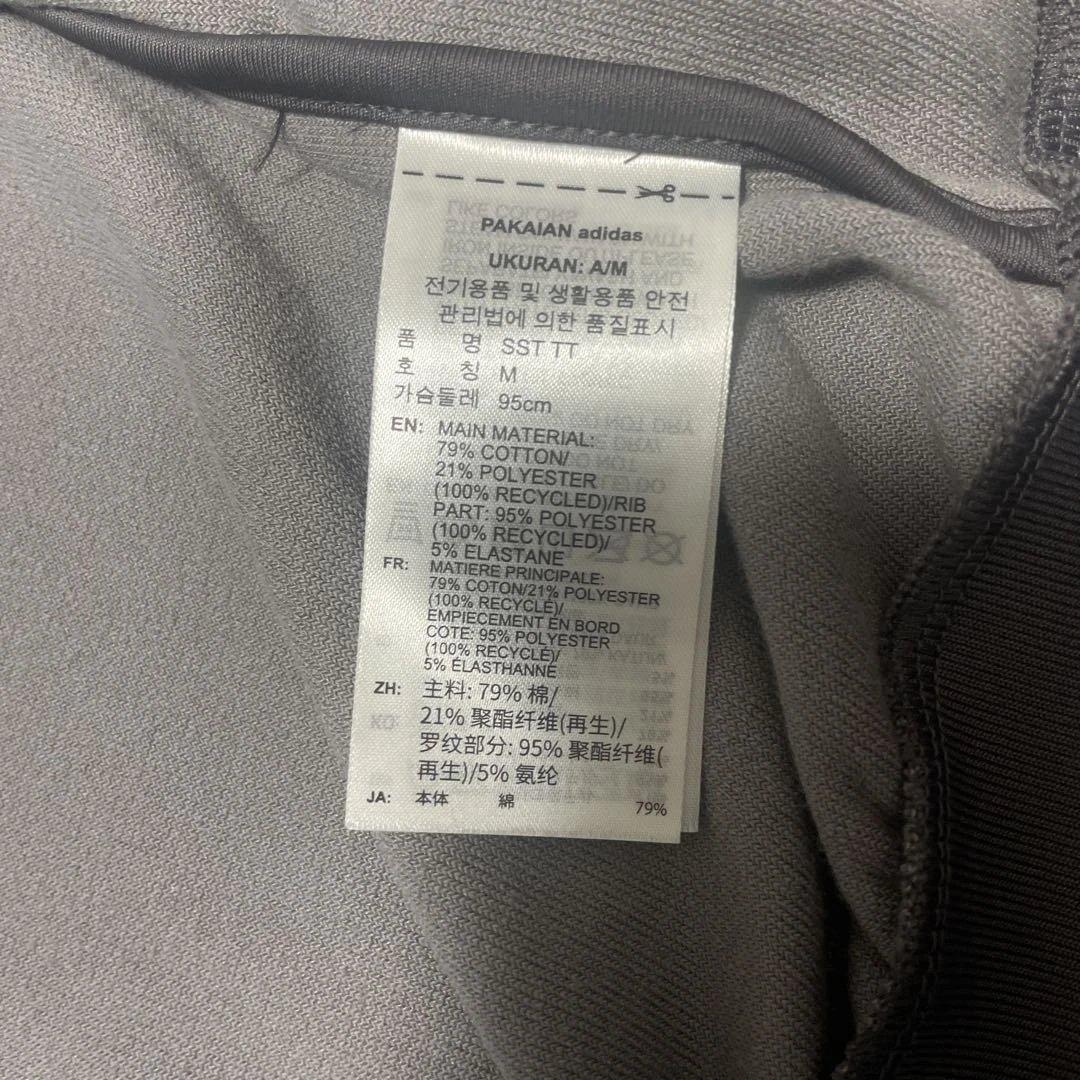 PAKAIAN adidas
UKURAN: A/M
전기용품 및 생활용품 안전
관리법에 의한 품질표시
품 명 SST TT
호 칭 M
가슴둘레 95cm
EN: MAIN MATERIAL:
79% COTTON/
21% POLYESTER
(100% RECYCLED)/RIB
PART: 95% POLYESTER
(100% RECYCLED)/
5% ELASTANE
FR: MATIERE PRINCIPALE:
79% COTON/21% POLYESTER
(100% RECYCLÉ)/
EMPIECEMENT EN BORD
COTE: 95% POLYESTER
(100% RECYCLÉ)/
5% ÉLASTHANNE
ZH: 主料: 79% 棉/
21% 聚酯纤维(再生)/
罗纹部分: 95% 聚酯纤维(
再生)/5% 氨纶
JA: 本体 綿 79%